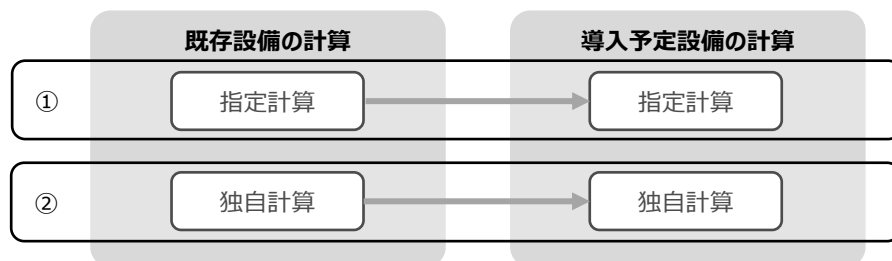 既存設備の計算 導入予定設備の計算
① 指定計算 指定計算
② 独自計算 独自計算